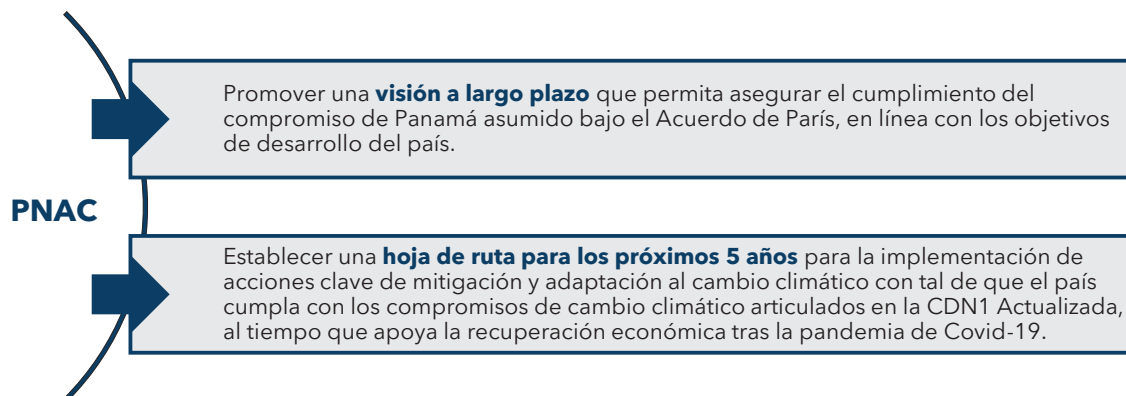 Promover una visión a largo plazo que permita asegurar el cumplimiento del
compromiso de Panamá asumido bajo el Acuerdo de París, en línea con los objetivos
de desarrollo del país.
PNAC
Establecer una hoja de ruta para los próximos 5 años para la implementación de
acciones clave de mitigación y adaptación al cambio climático con tal de que el país
cumpla con los compromisos de cambio climático articulados en la CDN1 Actualizada,
al tiempo que apoya la recuperación económica tras la pandemia de Covid-19.